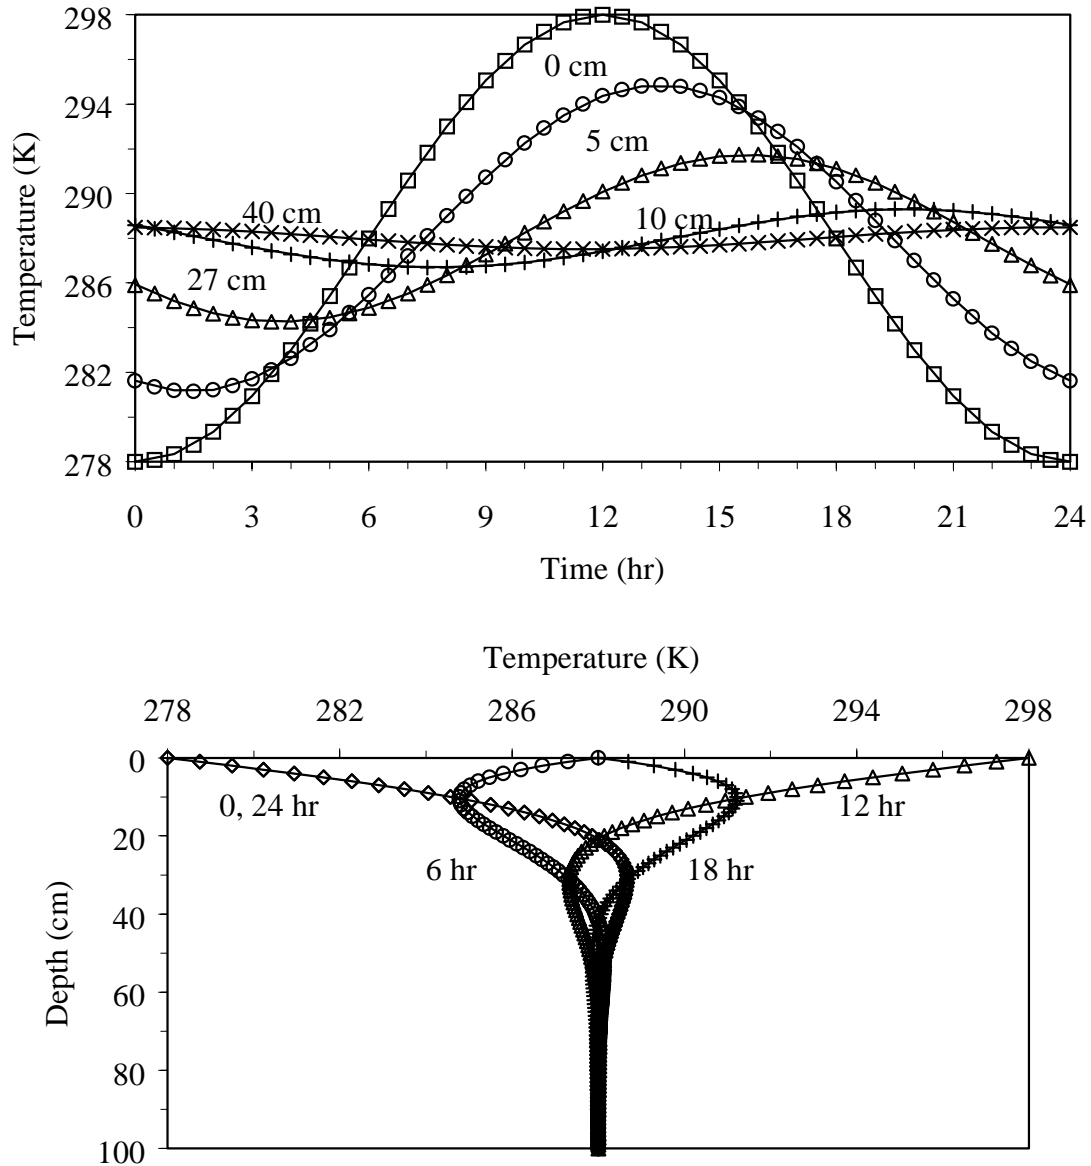 298
0 cm
294
5 cm
290
40 cm
10 cm
27 cm
286
282
278
Temperature (K)
0 3 6 9 12 15 18 21 24
Time (hr)
Temperature (K)
278 282 286 290 294 298
0
0, 24 hr
12 hr
20
6 hr
18 hr
40
60
80
100
Depth (cm)